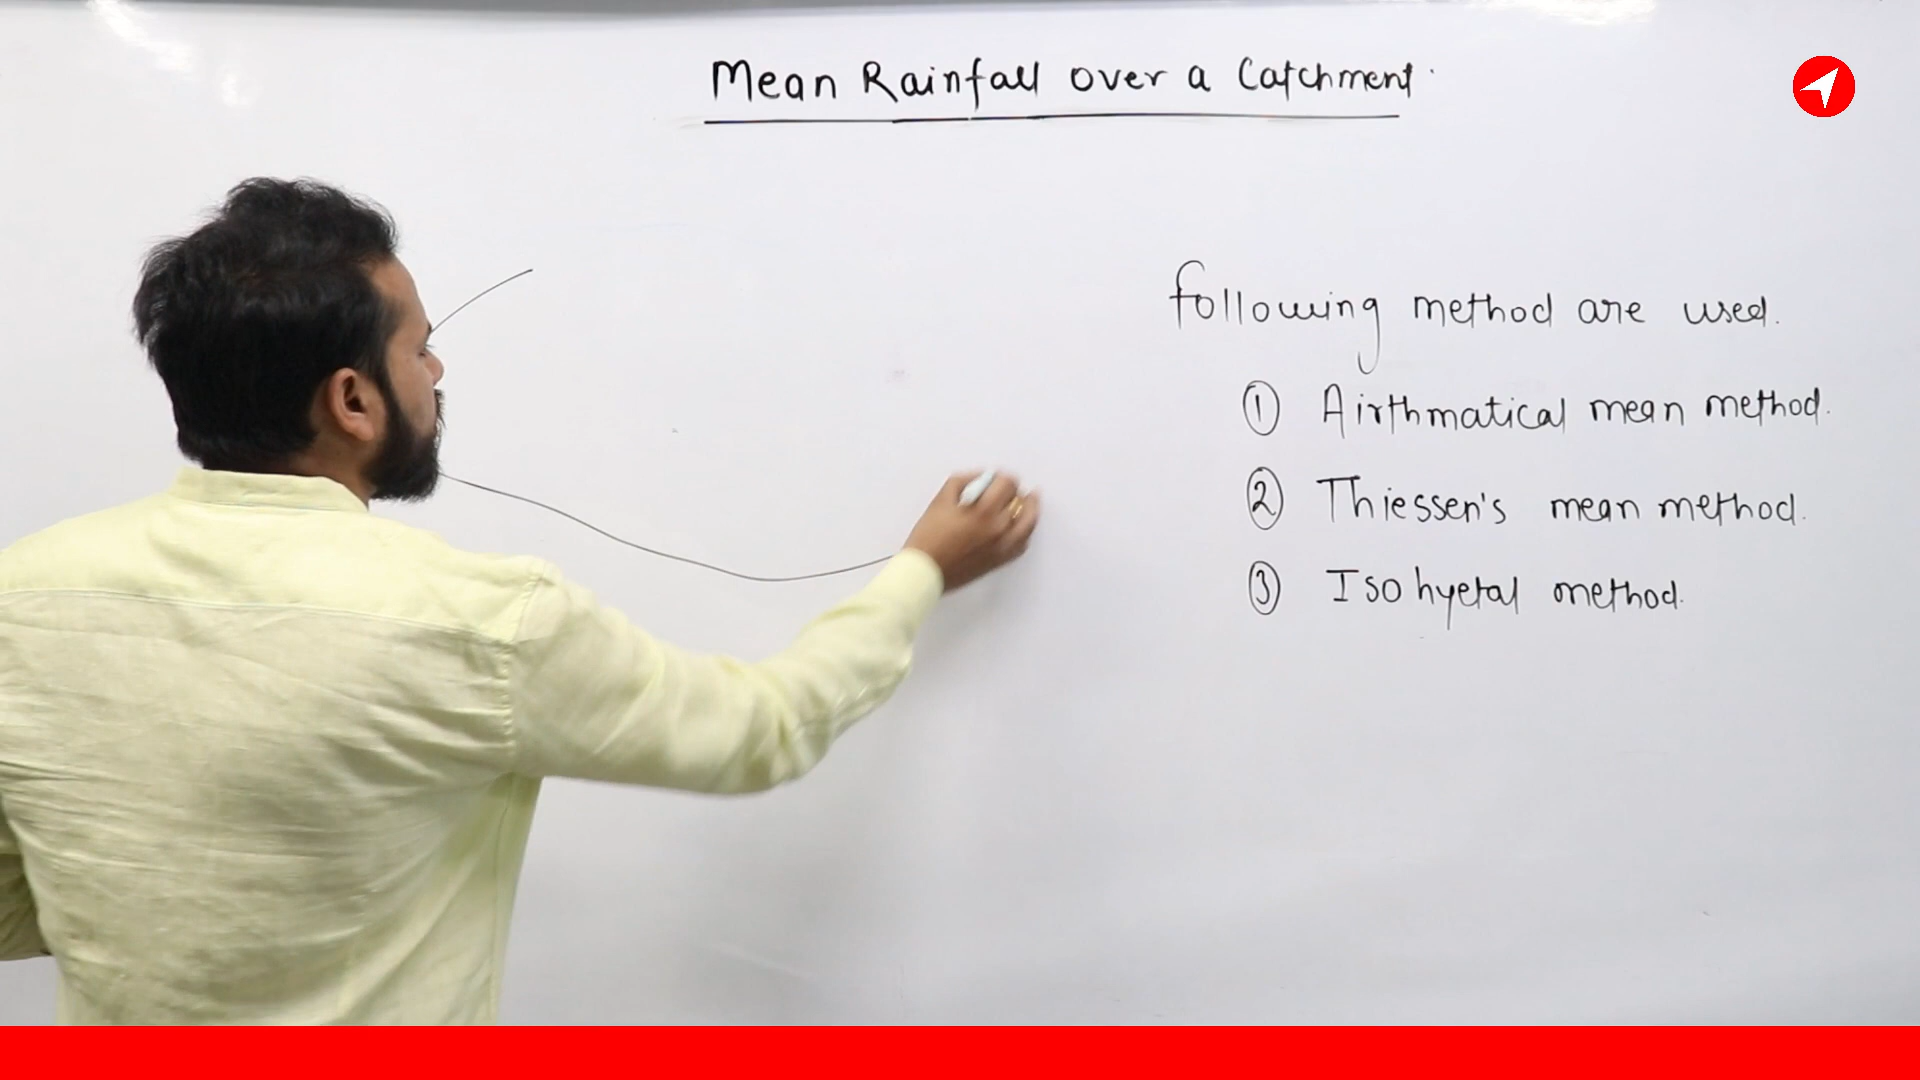 Mean Rainfall over a Catchment.
following method are used.
① Airthmatical mean method.
② Thiessen's mean method.
③ Isohyetal method.